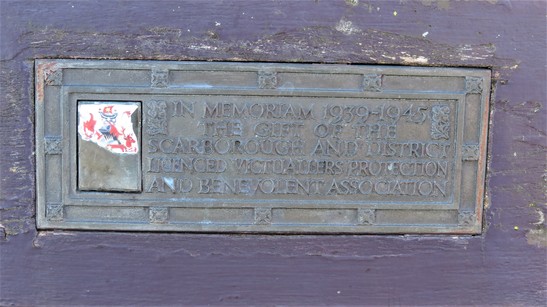 IN MEMORIAM 1939-1945
THE GIFT OF THE
SCARBOROUGH AND DISTRICT
LICENCED VICTUALLERS PROTECTION
AND BENEVOLENT ASSOCIATION